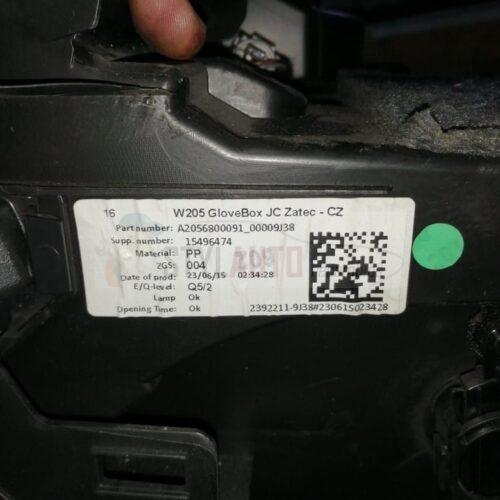 16 W205 GloveBox JC Zatec - CZ
Part number: A2056800091_00009J38
Supp.number: 15496474
Material: PP
ZGS: 004
Date of prod: 23/06/15 02:34:28
E/Q-level: Q5/2
Lamp Ok
Opening Time: Ok
2392211-9J38#230615023428